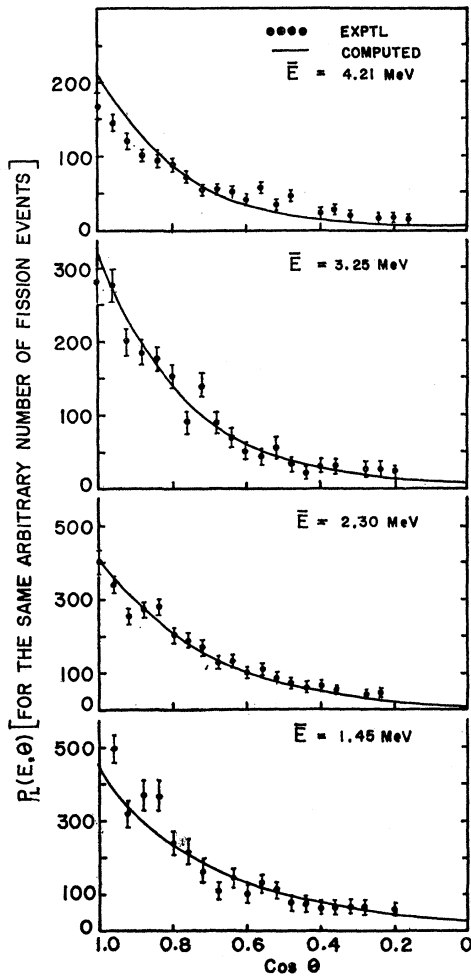 EXPTL
COMPUTED
E̅ = 4.21 MeV
200
100
0
E̅ = 3.25 MeV
300
200
100
0
E̅ = 2.30 MeV
500
300
100
0
E̅ = 1.45 MeV
500
300
100
0
1.0 0.8 0.6 0.4 0.2 0
Cos θ
P_L(E,θ) [FOR THE SAME ARBITRARY NUMBER OF FISSION EVENTS]